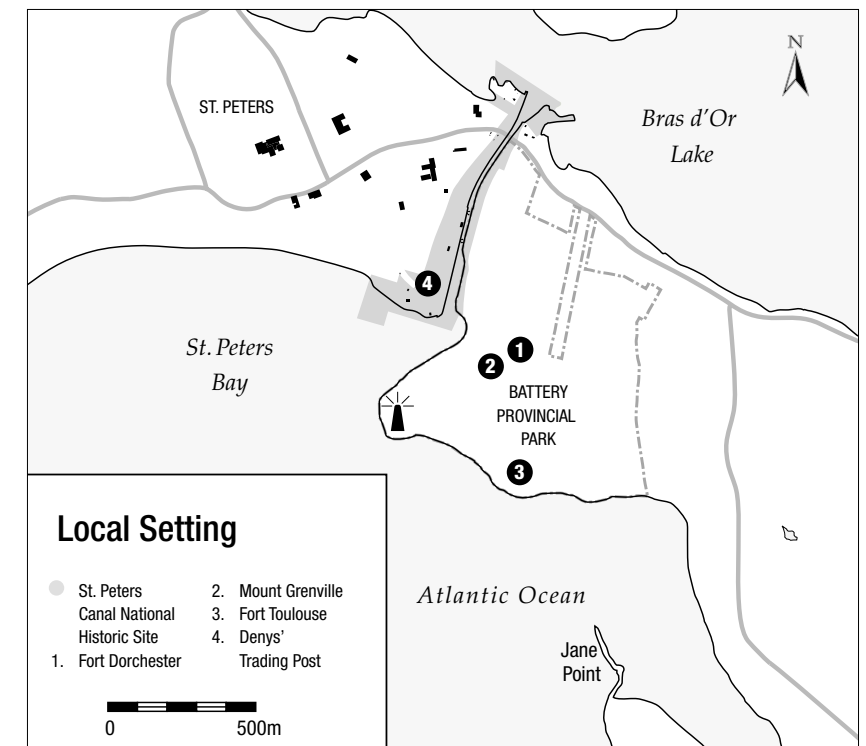 N
ST. PETERS
Bras d'Or
Lake
4
St. Peters
Bay
1
2
BATTERY
PROVINCIAL
PARK
3
Local Setting
St. Peters
Canal National
Historic Site
1. Fort Dorchester
2. Mount Grenville
3. Fort Toulouse
4. Denys'
Trading Post
0 500m
Atlantic Ocean
Jane
Point